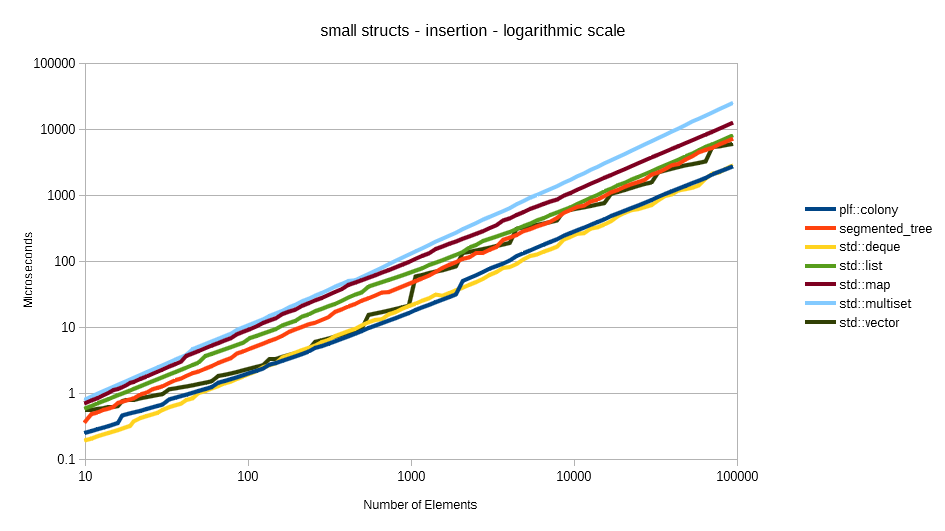 small structs - insertion - logarithmic scale
100000
10000
1000
100
10
1
0.1
Microseconds
10
100
1000
10000
100000
Number of Elements
plf::colony
segmented_tree
std::deque
std::list
std::map
std::multiset
std::vector